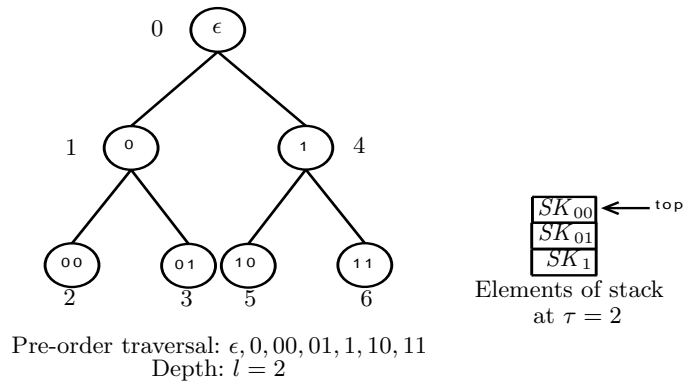 0 ϵ
1 0 1 4
00 01 10 11
2 3 5 6
SK₀₀ top
SK₀₁
SK₁
Elements of stack
at τ = 2
Pre-order traversal: ϵ, 0, 00, 01, 1, 10, 11
Depth: l = 2